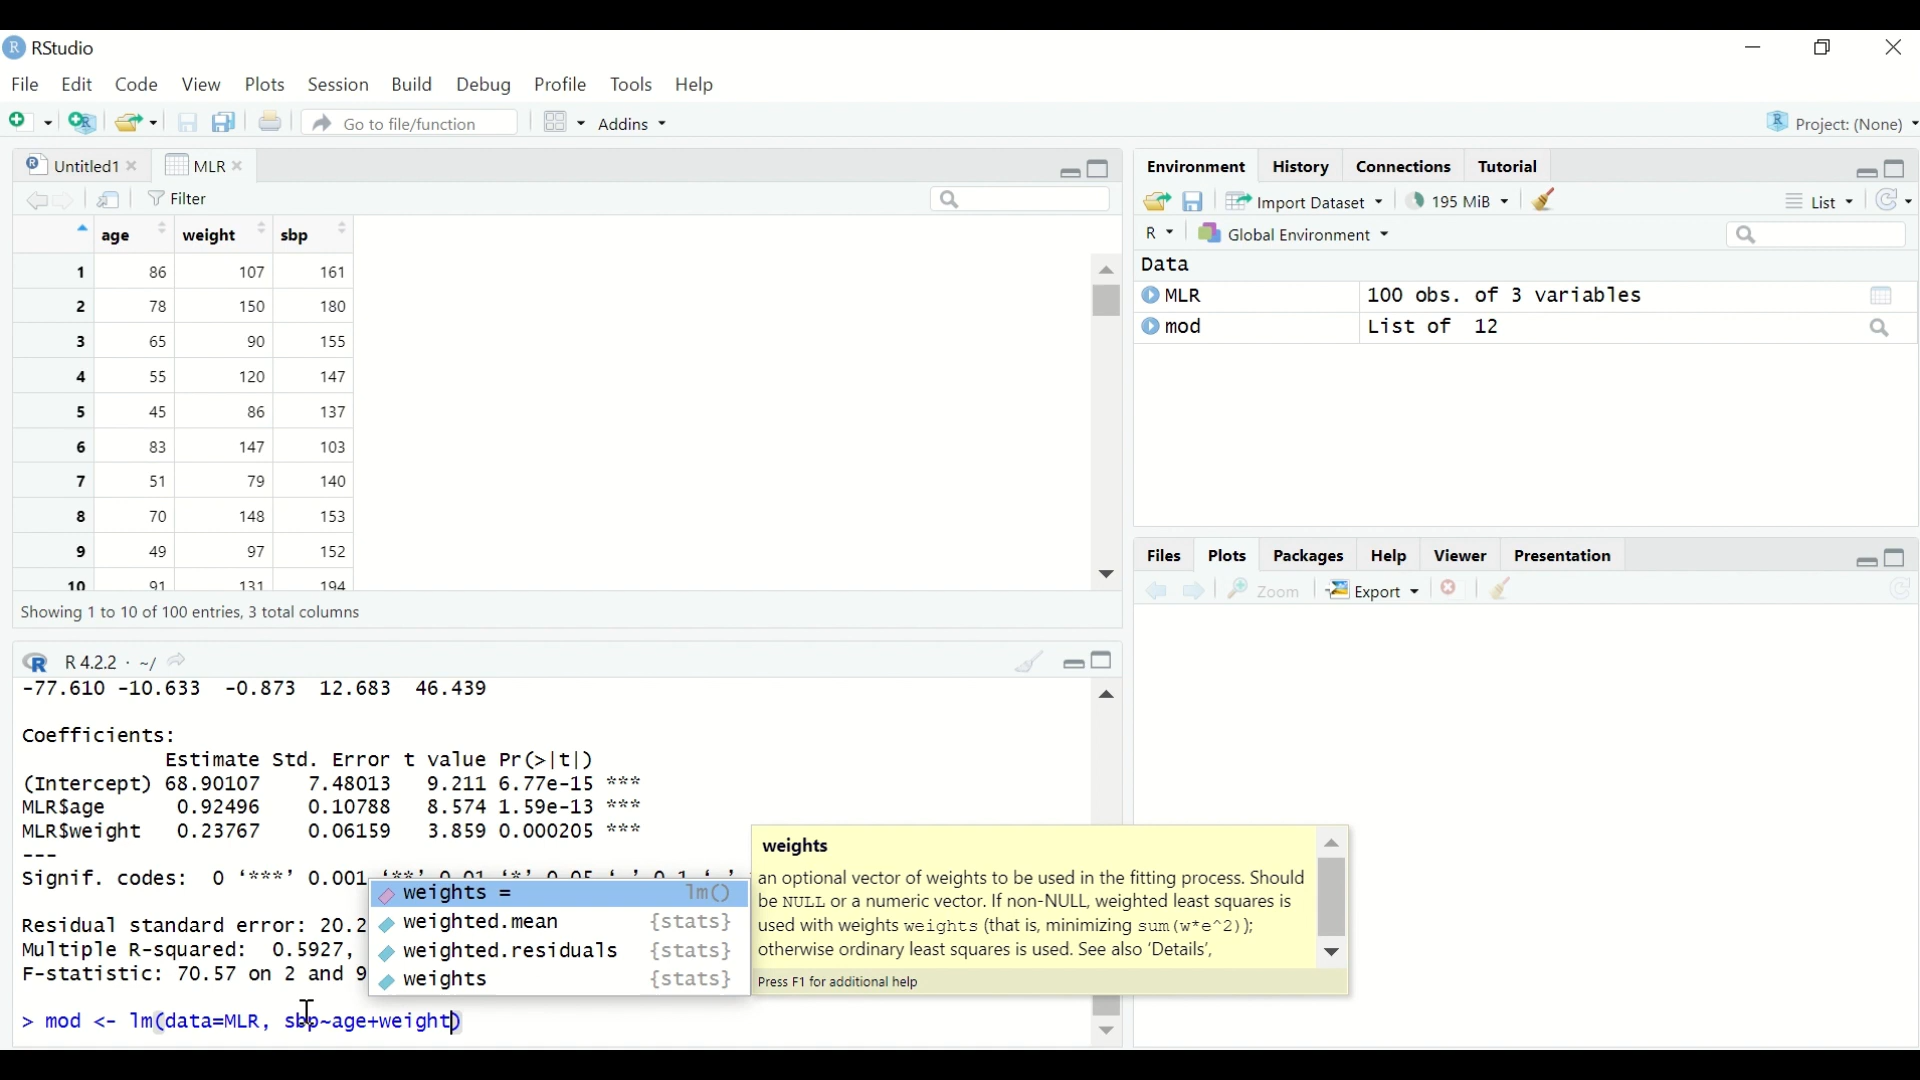 RStudio
File Edit Code View Plots Session Build Debug Profile Tools Help
Go to file/function Addins Project: (None)
Untitled1 MLR
Filter
age weight sbp
1 86 107 161
2 78 150 180
3 65 90 155
4 55 120 147
5 45 86 137
6 83 147 103
7 51 79 140
8 70 148 153
9 49 97 152
10 91 131 194
Showing 1 to 10 of 100 entries, 3 total columns
Environment History Connections Tutorial
Import Dataset 195 MiB List
R Global Environment
Data
MLR 100 obs. of 3 variables
mod List of 12
Files Plots Packages Help Viewer Presentation
Zoom Export
R 4.2.2 · ~/
-77.610 -10.633 -0.873 12.683 46.439
Coefficients:
Estimate Std. Error t value Pr(>|t|)
(Intercept) 68.90107 7.48013 9.211 6.77e-15 ***
MLR$age 0.92496 0.10788 8.574 1.59e-13 ***
MLR$weight 0.23767 0.06159 3.859 0.000205 ***
---
Signif. codes: 0 ‘***’ 0.001
Residual standard error: 20.2
Multiple R-squared: 0.5927,
F-statistic: 70.57 on 2 and 9
> mod <- lm(data=MLR, sbp~age+weight)
weights = lm()
weighted.mean {stats}
weighted.residuals {stats}
weights {stats}
weights
an optional vector of weights to be used in the fitting process. Should
be NULL or a numeric vector. If non-NULL, weighted least squares is
used with weights weights (that is, minimizing sum(w*e^2));
otherwise ordinary least squares is used. See also ‘Details’,
Press F1 for additional help